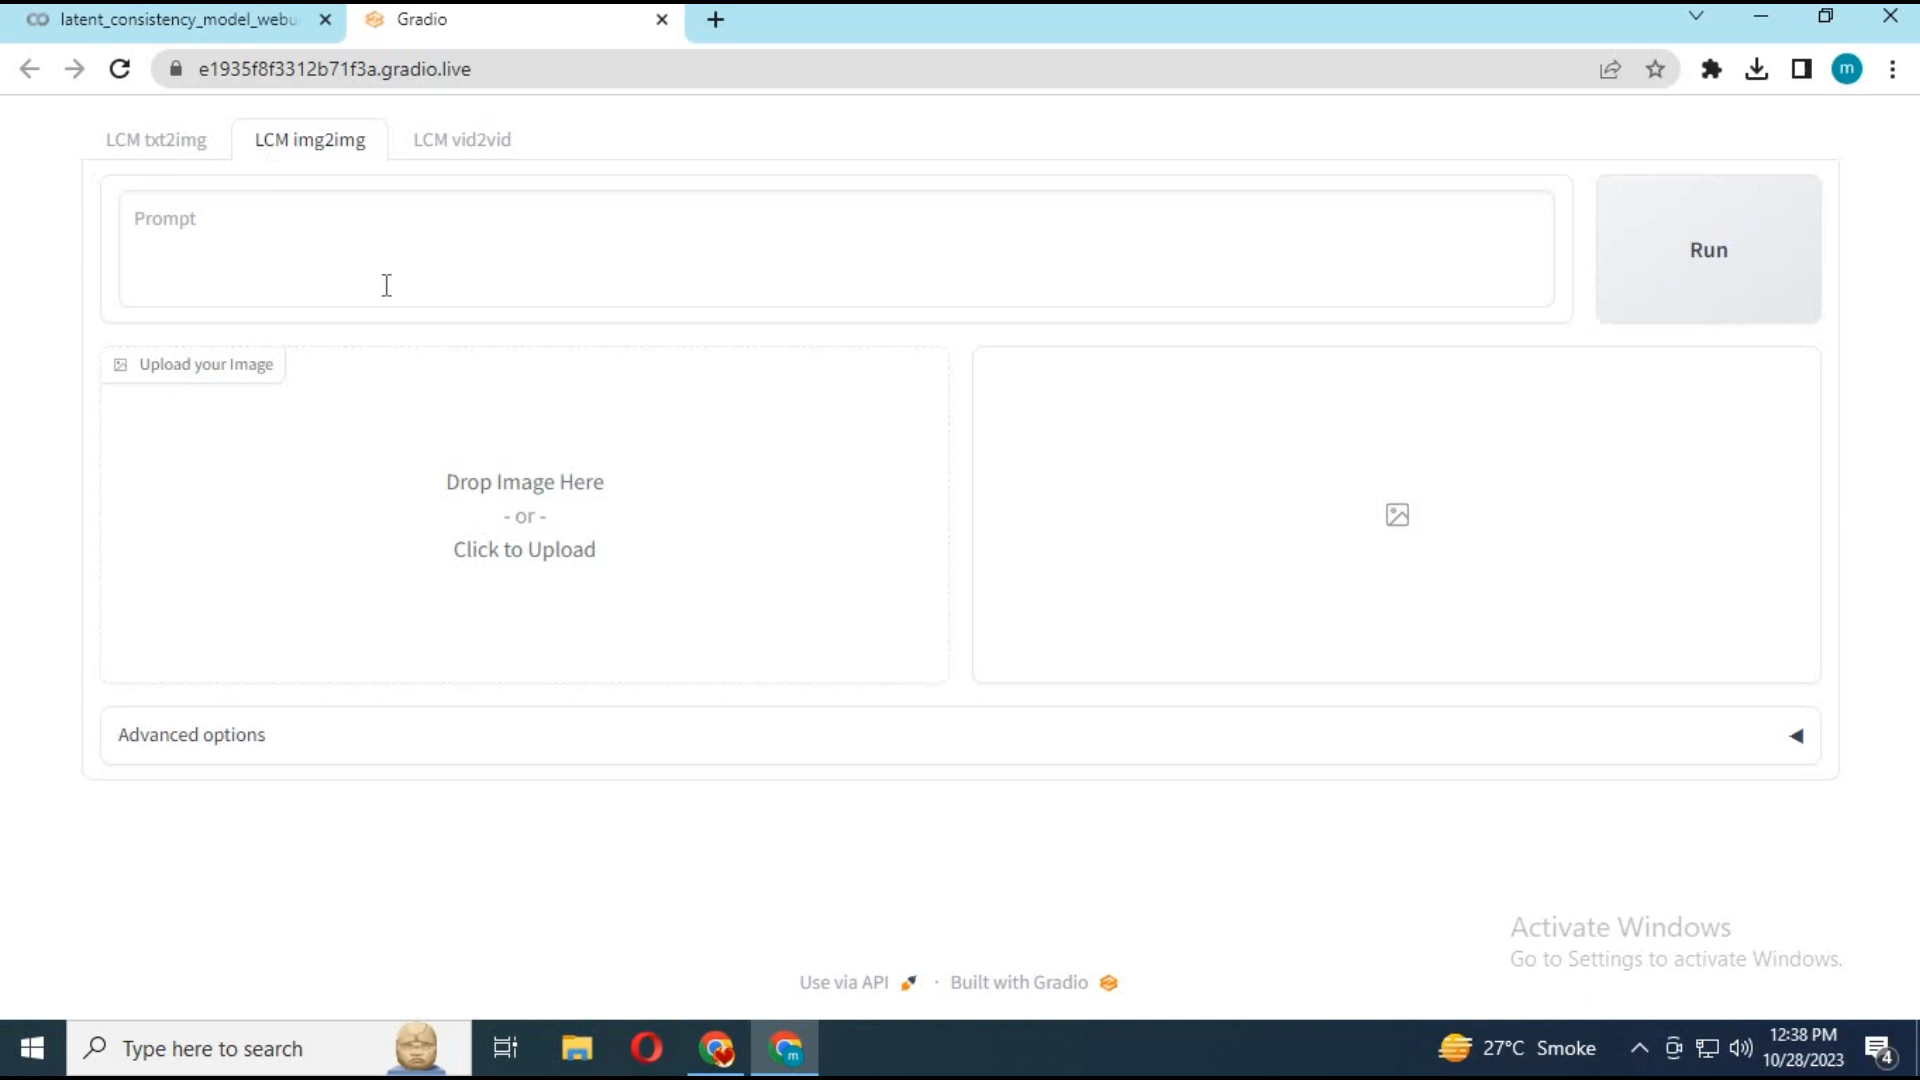 latent_consistency_model_webu
Gradio
e1935f8f3312b71f3a.gradio.live
m
LCM txt2img
LCM img2img
LCM vid2vid
Prompt
Run
Upload your Image
Drop Image Here
- or -
Click to Upload
Advanced options
Activate Windows
Go to Settings to activate Windows.
Use via API · Built with Gradio
Type here to search
m
27°C Smoke
12:38 PM
10/28/2023
4